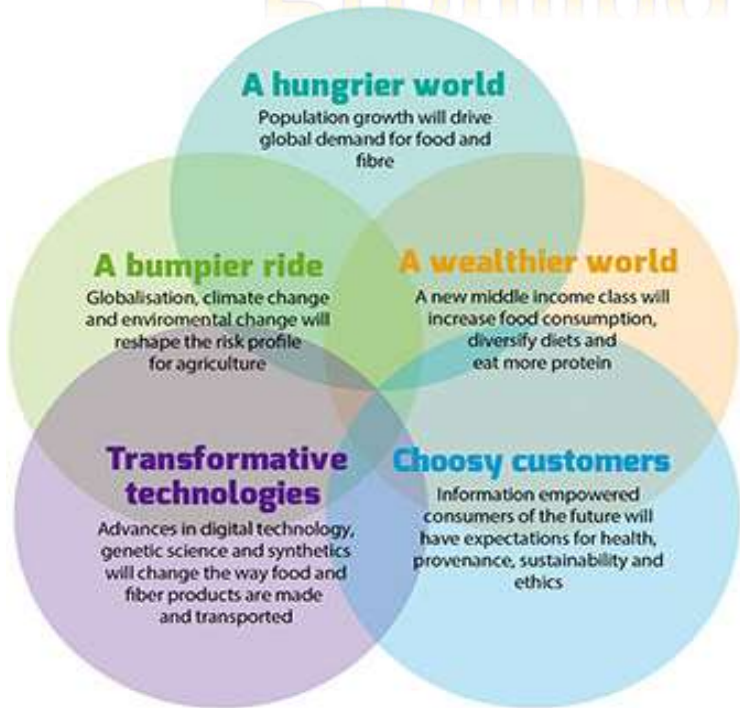 A hungrier world
Population growth will drive
global demand for food and
fibre
A bumpier ride
Globalisation, climate change
and enviromental change will
reshape the risk profile
for agriculture
A wealthier world
A new middle income class will
increase food consumption,
diversify diets and
eat more protein
Transformative
technologies
Advances in digital technology,
genetic science and synthetics
will change the way food and
fiber products are made
and transported
Choosy customers
Information empowered
consumers of the future will
have expectations for health,
provenance, sustainability and
ethics